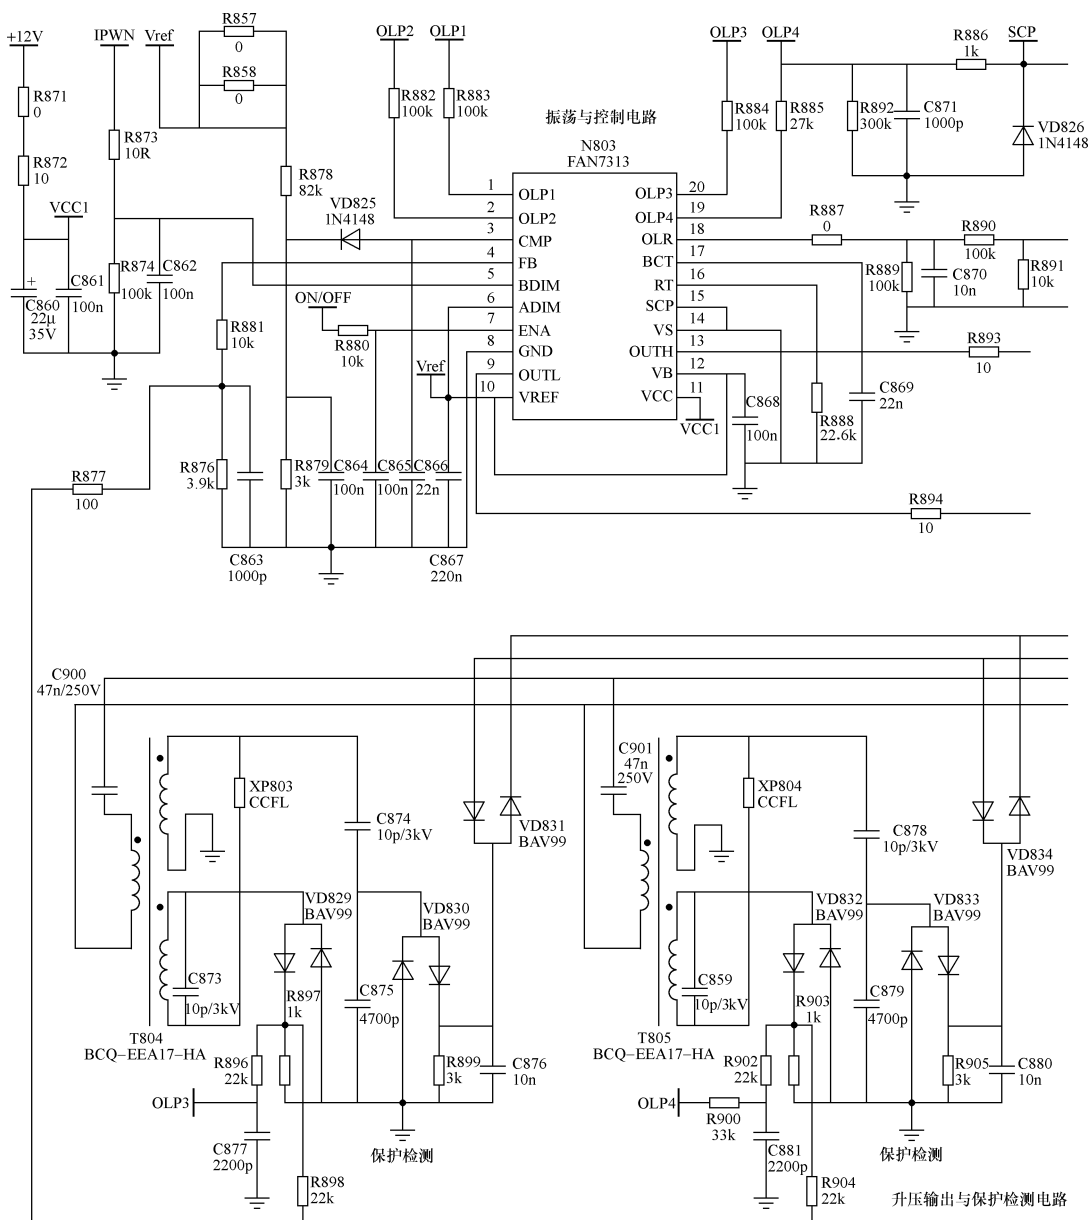 +12V
IPWN
Vref
R857
0
R858
0
OLP2
OLP1
OLP3
OLP4
R886
1k
SCP
R871
0
R872
10
R873
10R
R882
100k
R883
100k
R884
100k
R885
27k
R892
300k
C871
1000p
VD826
1N4148
振荡与控制电路
N803
FAN7313
R878
82k
VD825
1N4148
VCC1
1
2
3
4
5
6
7
8
9
10
OLP1
OLP2
CMP
FB
BDIM
ADIM
ENA
GND
OUTL
VREF
OLP3
OLP4
OLR
BCT
RT
SCP
VS
OUTH
VB
VCC
20
19
18
17
16
15
14
13
12
11
VCC1
R887
0
R890
100k
R889
100k
C870
10n
R891
10k
R874
100k
C862
100n
C861
100n
+
C860
22μ
35V
ON/OFF
R881
10k
R880
10k
Vref
R893
10
C868
100n
R888
22.6k
C869
22n
R877
100
R876
3.9k
R879
3k
C864
100n
C865
100n
C866
22n
R894
10
C863
1000p
C867
220n
C900
47n/250V
C901
47n
250V
XP803
CCFL
C874
10p/3kV
VD831
BAV99
XP804
CCFL
C878
10p/3kV
VD834
BAV99
VD829
BAV99
VD830
BAV99
VD832
BAV99
VD833
BAV99
C873
10p/3kV
R897
1k
C875
4700p
C859
10p/3kV
R903
1k
C879
4700p
T804
BCQ-EEA17-HA
T805
BCQ-EEA17-HA
R896
22k
R899
3k
C876
10n
R902
22k
R905
3k
C880
10n
OLP3
OLP4
R900
33k
C877
2200p
保护检测
C881
2200p
保护检测
R898
22k
R904
22k
升压输出与保护检测电路